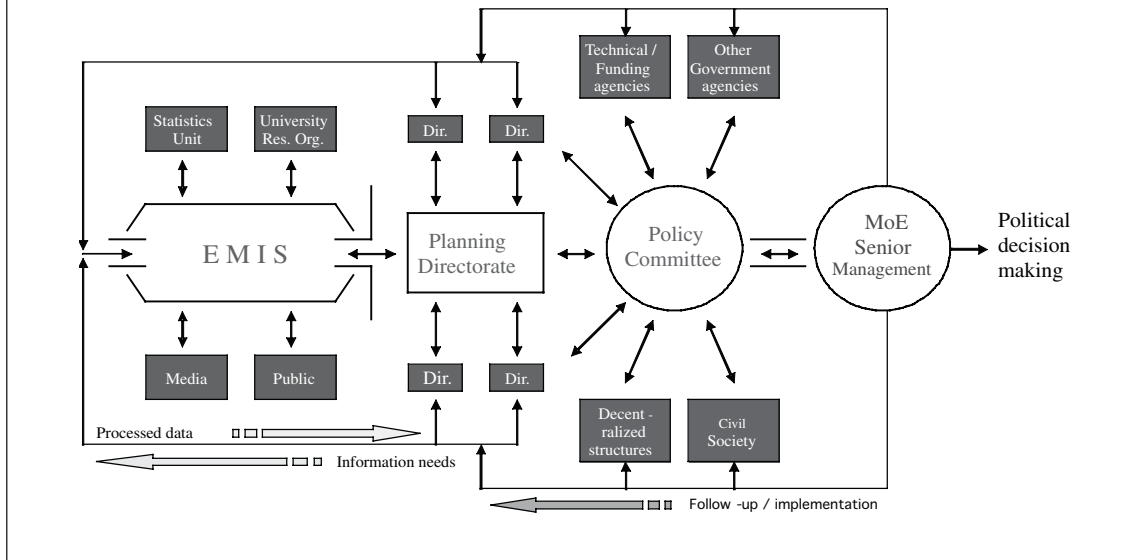 Technical /
Funding
agencies
Other
Government
agencies
Statistics
Unit
University
Res. Org.
Dir.
Dir.
E M I S
Planning
Directorate
Policy
Committee
MoE
Senior
Management
Political
decision
making
Media
Public
Dir.
Dir.
Decent -
ralized
structures
Civil
Society
Processed data
Information needs
Follow -up / implementation